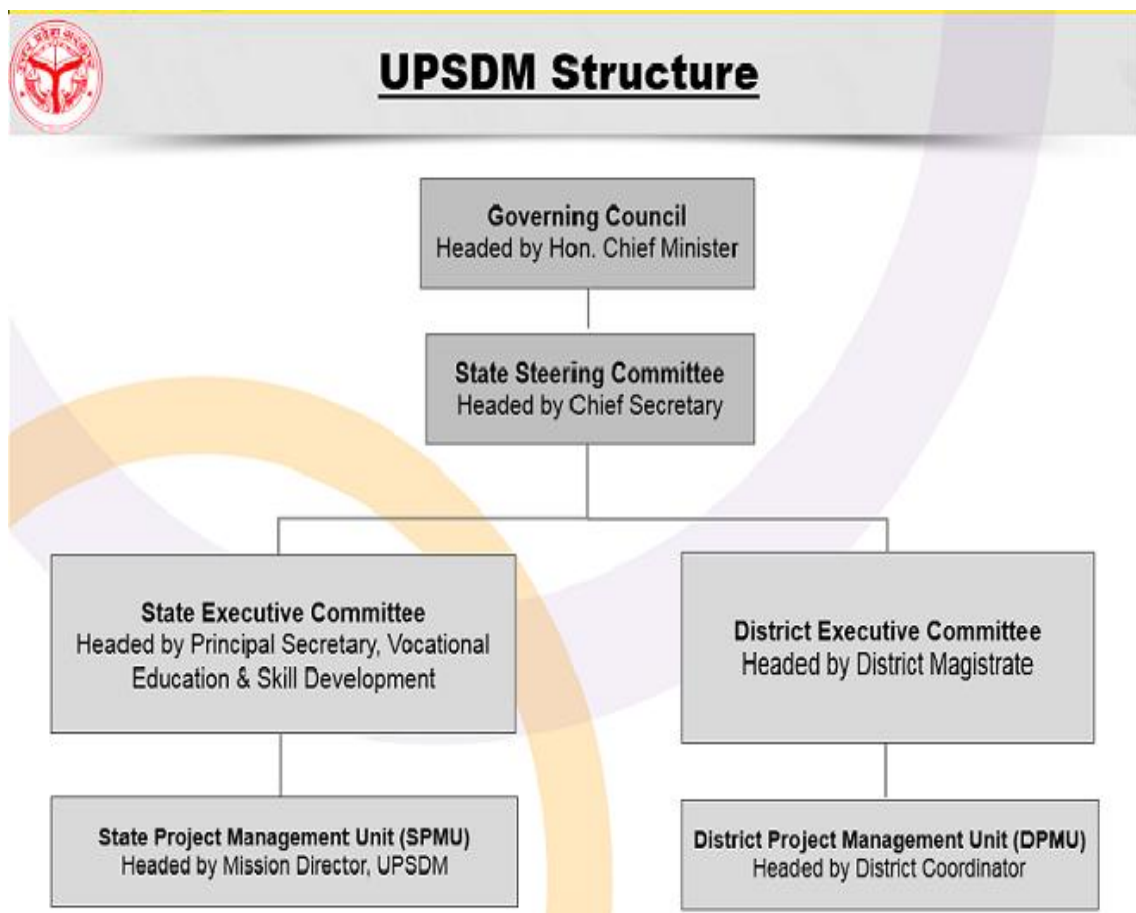 UPSDM Structure
Governing Council
Headed by Hon. Chief Minister
State Steering Committee
Headed by Chief Secretary
State Executive Committee
Headed by Principal Secretary, Vocational
Education & Skill Development
District Executive Committee
Headed by District Magistrate
State Project Management Unit (SPMU)
Headed by Mission Director, UPSDM
District Project Management Unit (DPMU)
Headed by District Coordinator